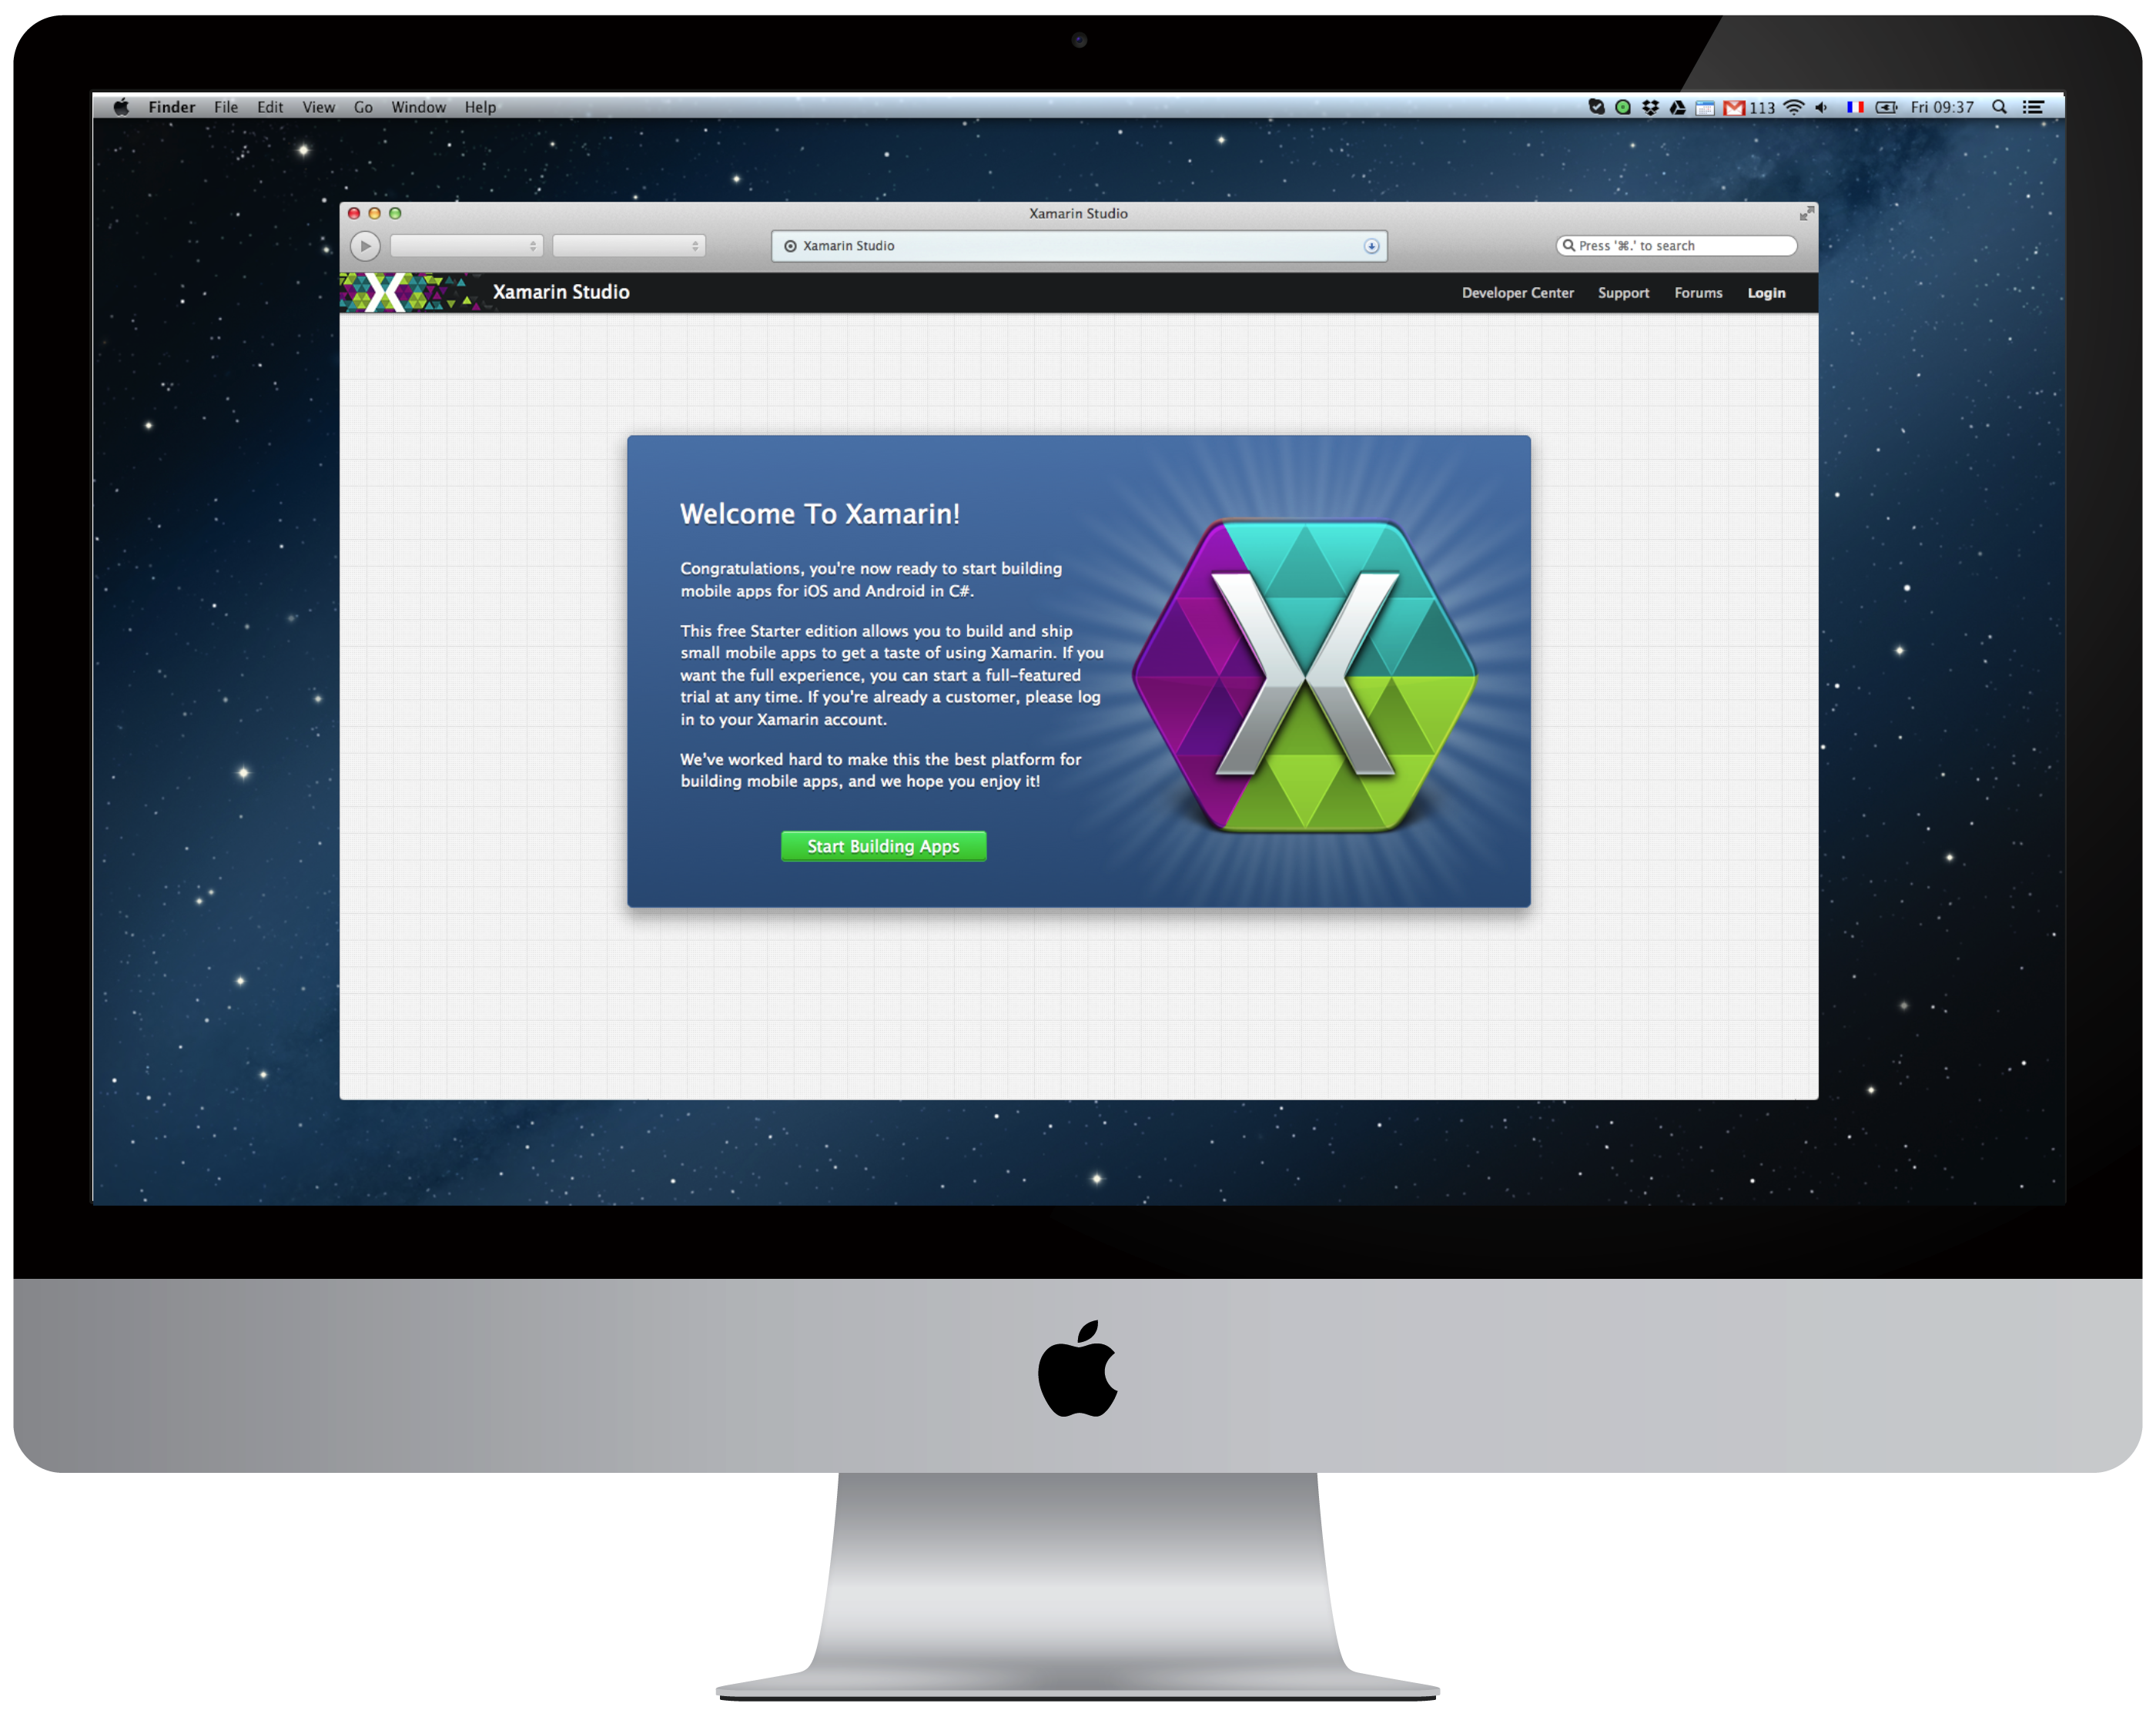 Finder File Edit View Go Window Help 113 Fri 09:37
Xamarin Studio
Xamarin Studio Press '⌘.' to search
Xamarin Studio Developer Center Support Forums Login
Welcome To Xamarin!
Congratulations, you're now ready to start building
mobile apps for iOS and Android in C#.
This free Starter edition allows you to build and ship
small mobile apps to get a taste of using Xamarin. If you
want the full experience, you can start a full-featured
trial at any time. If you're already a customer, please log
in to your Xamarin account.
We've worked hard to make this the best platform for
building mobile apps, and we hope you enjoy it!
Start Building Apps